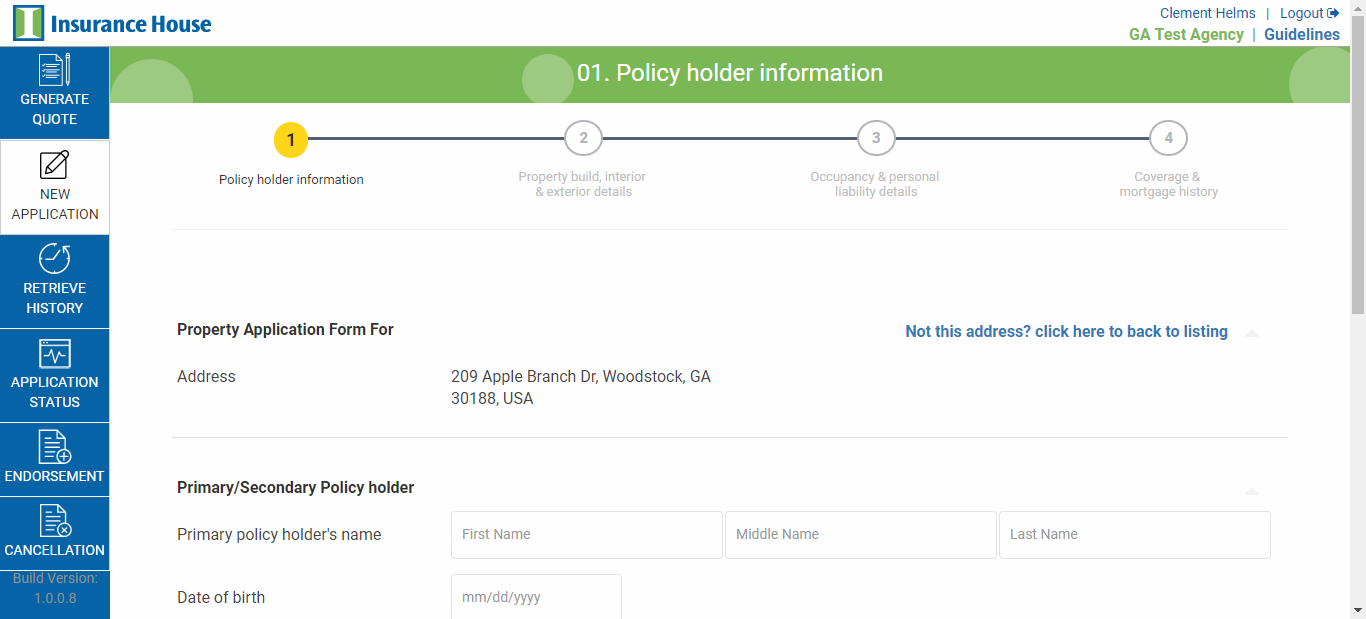 Insurance House
Clement Helms | Logout
GA Test Agency | Guidelines
GENERATE
QUOTE
NEW
APPLICATION
RETRIEVE
HISTORY
APPLICATION
STATUS
ENDORSEMENT
CANCELLATION
Build Version:
1.0.0.8
01. Policy holder information
1
2
3
4
Policy holder information
Property build, interior
& exterior details
Occupancy & personal
liability details
Coverage &
mortgage history
Property Application Form For
Not this address? click here to back to listing
Address
209 Apple Branch Dr, Woodstock, GA
30188, USA
Primary/Secondary Policy holder
Primary policy holder's name
First Name
Middle Name
Last Name
Date of birth
mm/dd/yyyy